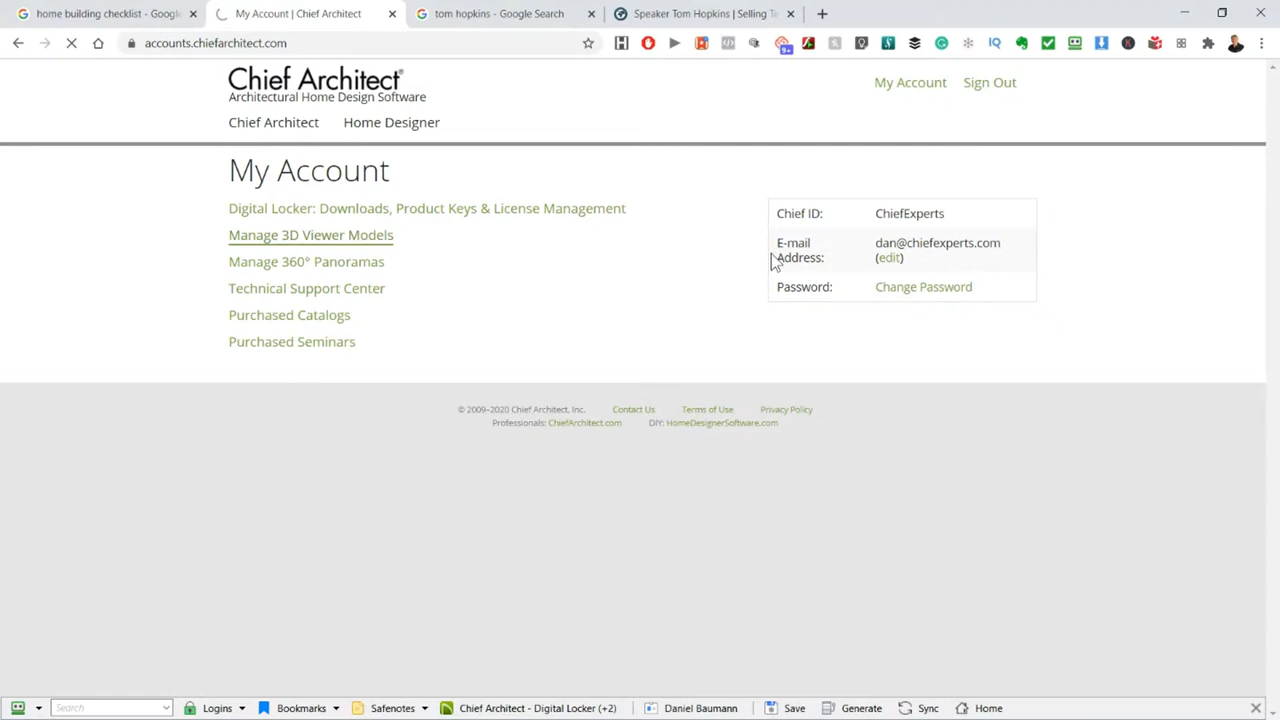 home building checklist - Googl
My Account | Chief Architect
tom hopkins - Google Search
Speaker Tom Hopkins | Selling Te
accounts.chiefarchitect.com
9+
IQ
Chief Architect®
Architectural Home Design Software
My Account
Sign Out
Chief Architect
Home Designer
My Account
Digital Locker: Downloads, Product Keys & License Management
Manage 3D Viewer Models
Manage 360° Panoramas
Technical Support Center
Purchased Catalogs
Purchased Seminars
Chief ID: ChiefExperts
E-mail Address: dan@chiefexperts.com
(edit)
Password: Change Password
© 2009–2020 Chief Architect, Inc. Contact Us Terms of Use Privacy Policy
Professionals: ChiefArchitect.com DIY: HomeDesignerSoftware.com
Search Logins Bookmarks Safenotes Chief Architect - Digital Locker (+2) Daniel Baumann Save Generate Sync Home